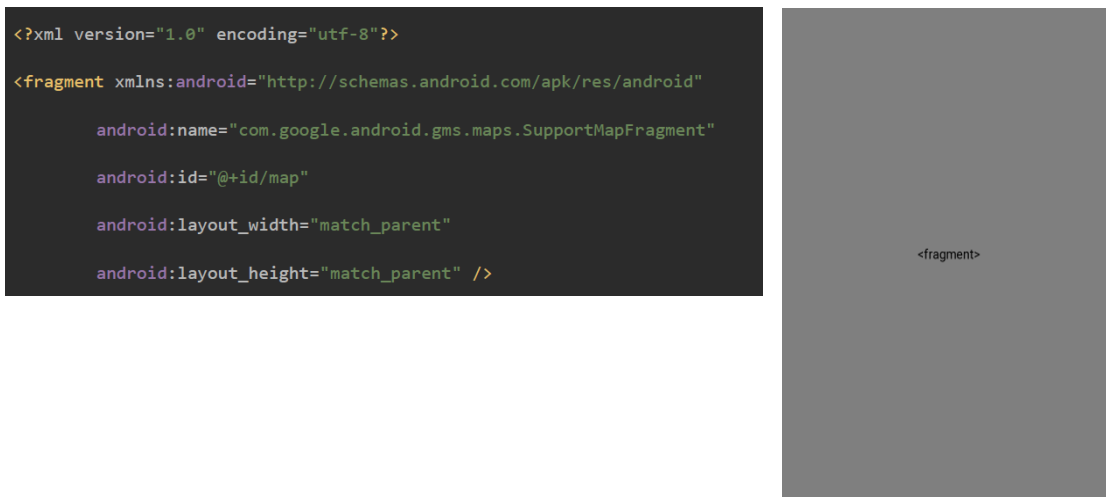 <?xml version="1.0" encoding="utf-8"?>
<fragment xmlns:android="http://schemas.android.com/apk/res/android"
android:name="com.google.android.gms.maps.SupportMapFragment"
android:id="@+id/map"
android:layout_width="match_parent"
android:layout_height="match_parent" />
<fragment>